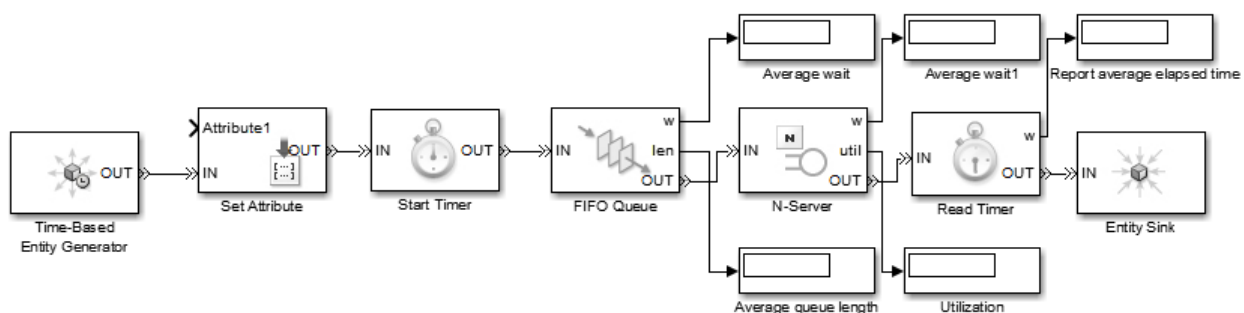 Average wait
Average wait1
Report average elapsed time
Attribute1
IN
OUT
Set Attribute
OUT
Time-Based
Entity Generator
IN
OUT
Start Timer
IN
w
len
OUT
FIFO Queue
IN
N
w
util
OUT
N-Server
IN
w
OUT
Read Timer
IN
Entity Sink
Average queue length
Utilization